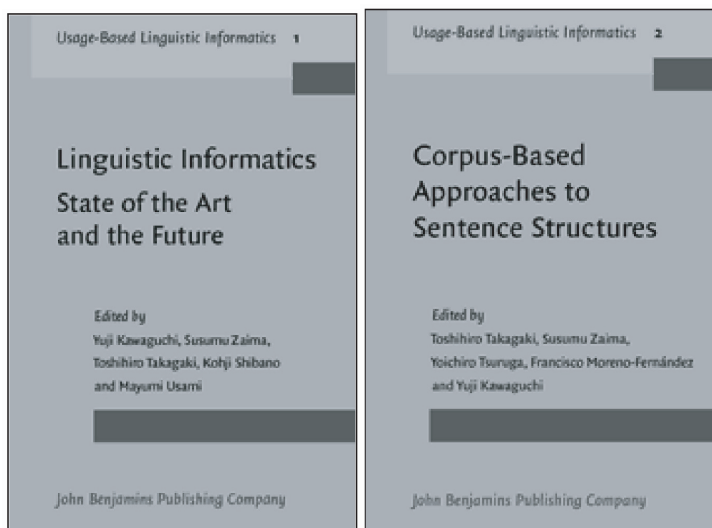 Usage-Based Linguistic Informatics 1
Linguistic Informatics
State of the Art
and the Future
Edited by
Yuji Kawaguchi, Susumu Zaima,
Toshihiro Takagaki, Kohji Shibano
and Mayumi Usami
John Benjamins Publishing Company
Usage-Based Linguistic Informatics 2
Corpus-Based
Approaches to
Sentence Structures
Edited by
Toshihiro Takagaki, Susumu Zaima,
Yoichiro Tsuruga, Francisco Moreno-Fernández
and Yuji Kawaguchi
John Benjamins Publishing Company